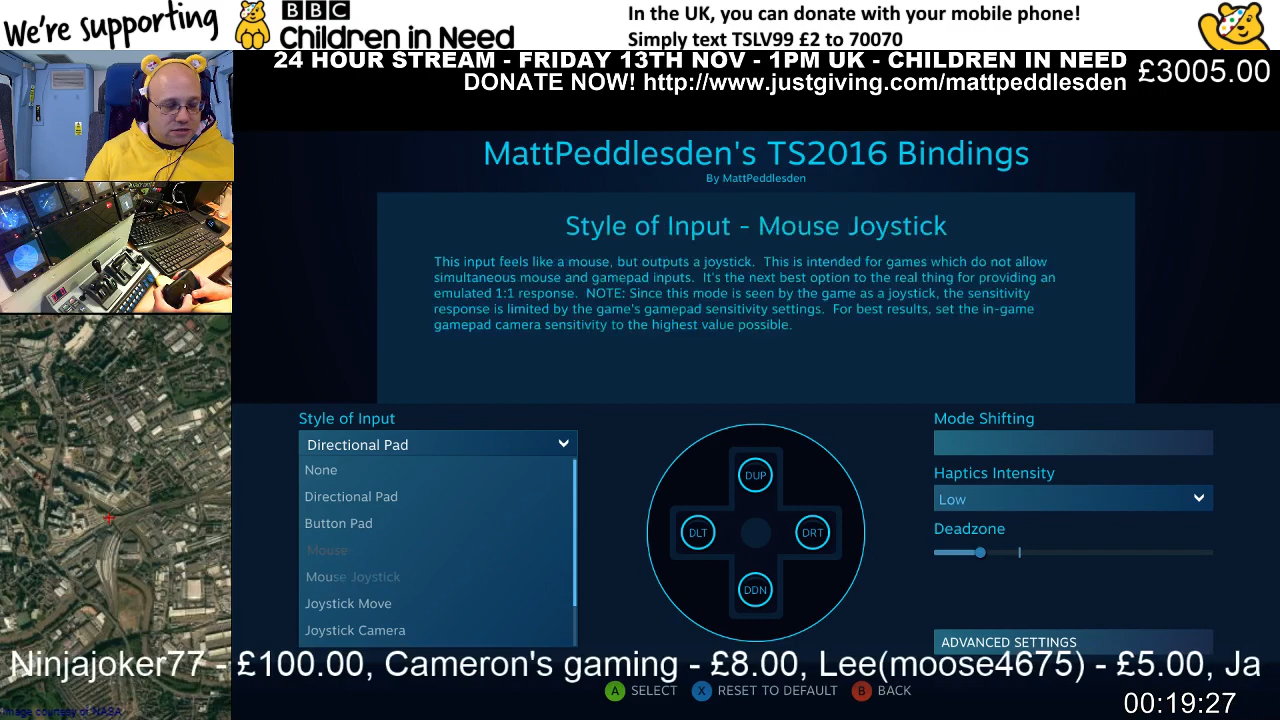 We're supporting
BBC
Children in Need
In the UK, you can donate with your mobile phone!
Simply text TSLV99 £2 to 70070
24 HOUR STREAM - FRIDAY 13TH NOV - 1PM UK - CHILDREN IN NEED
DONATE NOW! http://www.justgiving.com/mattpeddlesden
£3005.00
MattPeddlesden's TS2016 Bindings
By MattPeddlesden
Style of Input - Mouse Joystick
This input feels like a mouse, but outputs a joystick. This is intended for games which do not allow
simultaneous mouse and gamepad inputs. It's the next best option to the real thing for providing an
emulated 1:1 response. NOTE: Since this mode is seen by the game as a joystick, the sensitivity
response is limited by the game's gamepad sensitivity settings. For best results, set the in-game
gamepad camera sensitivity to the highest value possible.
Style of Input
Directional Pad
None
Directional Pad
Button Pad
Mouse
Mouse Joystick
Joystick Move
Joystick Camera
DUP
DLT
DRT
DDN
Mode Shifting
Haptics Intensity
Low
Deadzone
ADVANCED SETTINGS
Ninjajoker77 - £100.00, Cameron's gaming - £8.00, Lee(moose4675) - £5.00, Ja
A SELECT X RESET TO DEFAULT B BACK
00:19:27
Image courtesy of NASA